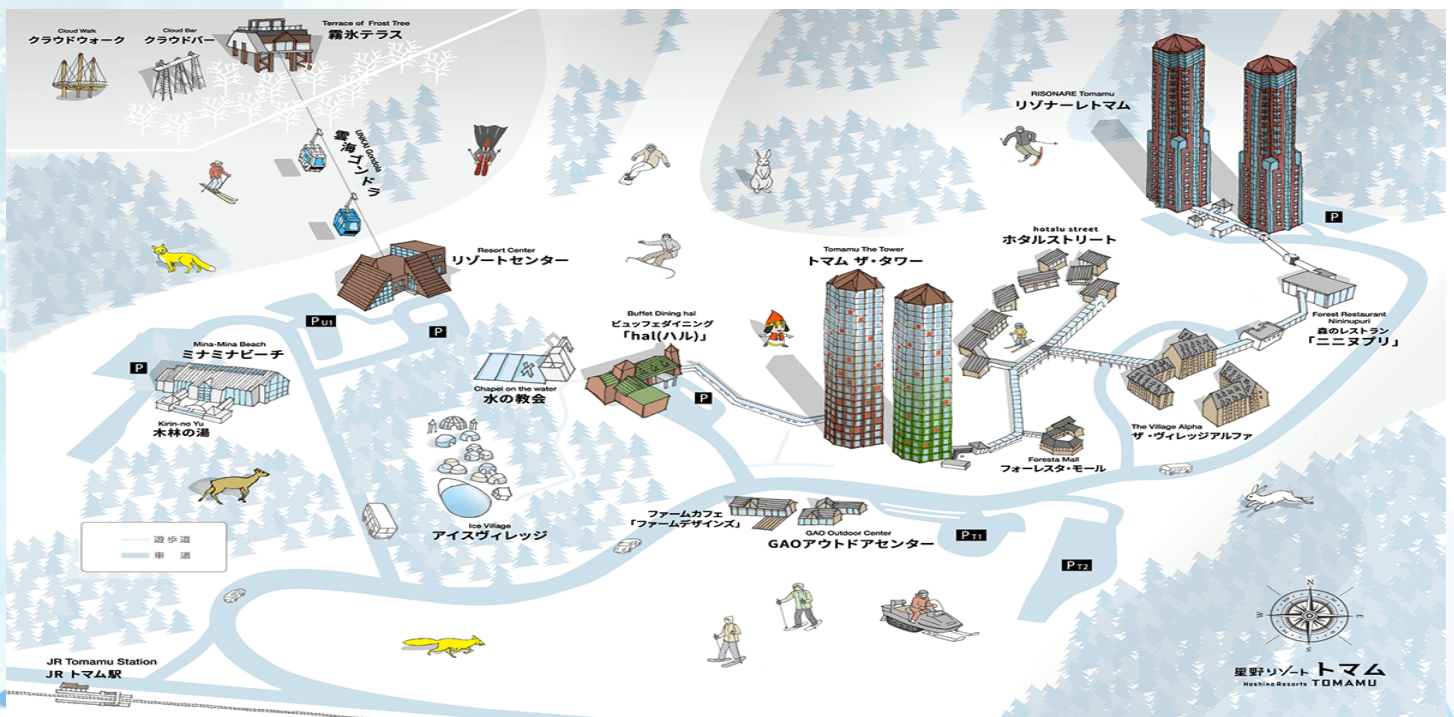 Cloud Walk
クラウドウォーク
Cloud Bar
クラウドバー
Terrace of Frost Tree
霧氷テラス
UNKAI Gondola
雲海ゴンドラ
RISONARE Tomamu
リゾナーレトマム
P
Resort Center
リゾートセンター
hotalu street
ホタルストリート
Tomamu The Tower
トマム ザ・タワー
Forest Restaurant
Nininupuri
森のレストラン
「ニニヌプリ」
Buffet Dining hal
ビュッフェダイニング
「hal(ハル)」
P U1
P
Mina-Mina Beach
ミナミナビーチ
P
Kirin-no Yu
木林の湯
Chapel on the water
水の教会
P
The Village Alpha
ザ・ヴィレッジアルファ
Foresta Mall
フォーレスタ・モール
Ice Village
アイスヴィレッジ
ファームカフェ
「ファームデザインズ」
GAO Outdoor Center
GAOアウトドアセンター
P T1
P T2
遊歩道
車 道
N
W
E
S
JR Tomamu Station
JR トマム駅
星野リゾート トマム
Hoshino Resorts TOMAMU